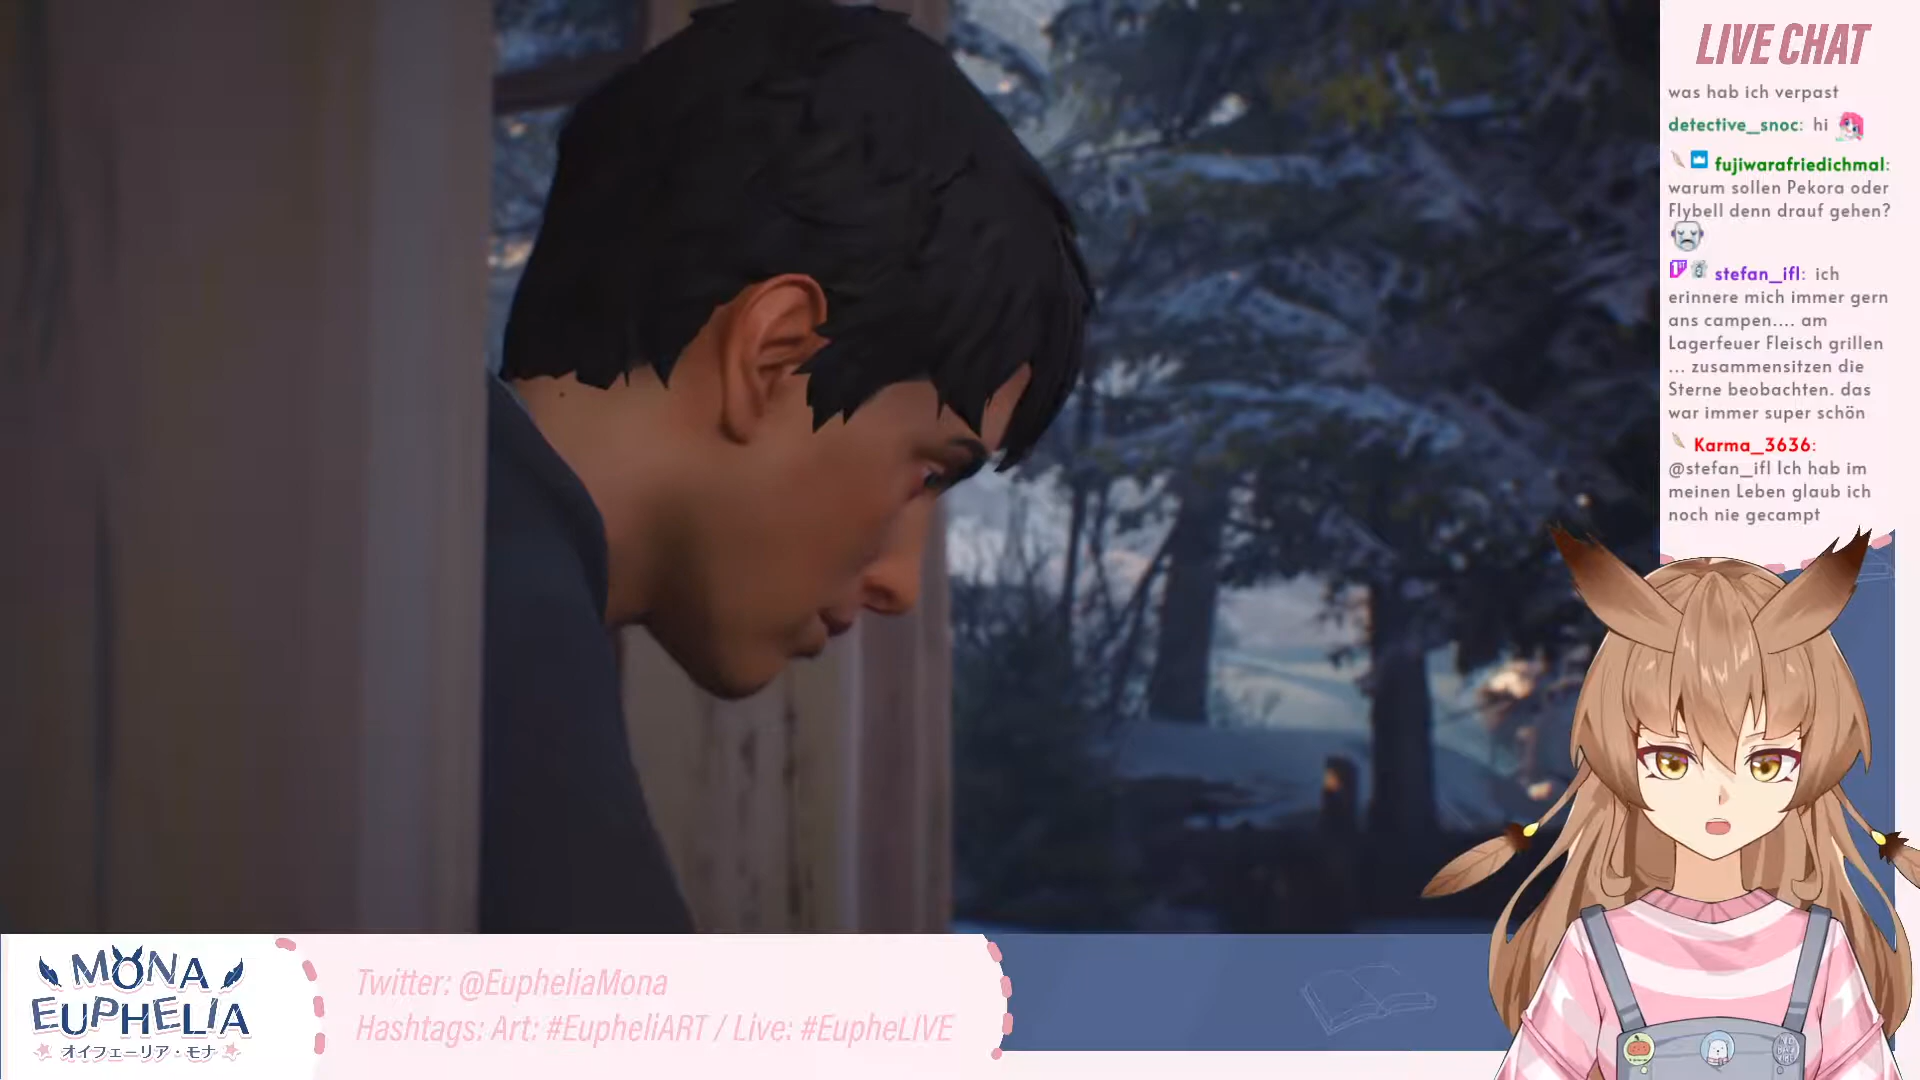 LIVE CHAT
was hab ich verpast
detective_snoc: hi
fujiwarafriedichmal:
warum sollen Pekora oder
Flybell denn drauf gehen?
stefan_ifl: ich
erinnere mich immer gern
ans campen.... am
Lagerfeuer Fleisch grillen
... zusammensitzen die
Sterne beobachten. das
war immer super schön
Karma_3636:
@stefan_ifl Ich hab im
meinen Leben glaub ich
noch nie gecampt
MONA
EUPHELIA
オイフェーリア・モナ
Twitter: @EupheliaMona
Hashtags: Art: #EupheliART / Live: #EupheLIVE